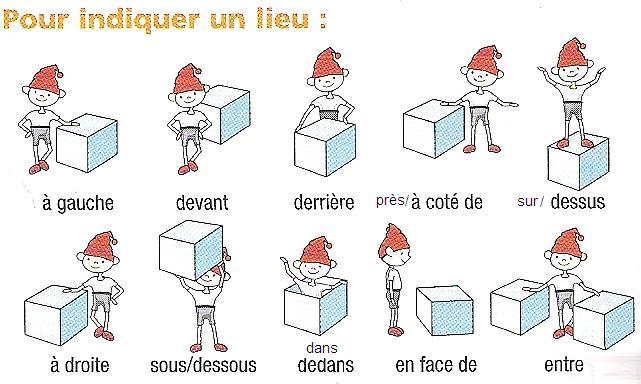 Pour indiquer un lieu :
à gauche devant derrière près/ à coté de sur/ dessus
à droite sous/dessous dans dedans en face de entre